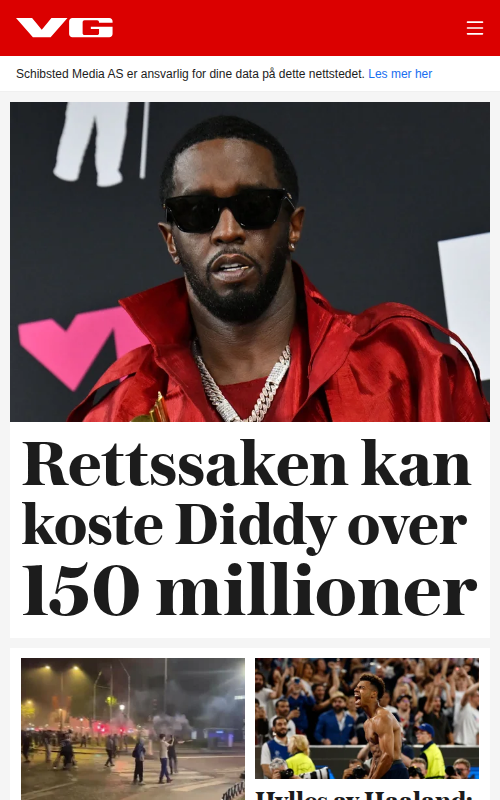 VG
Schibsted Media AS er ansvarlig for dine data på dette nettstedet. Les mer her
Rettssaken kan
koste Diddy over
150 millioner
Hylles av Haaland: